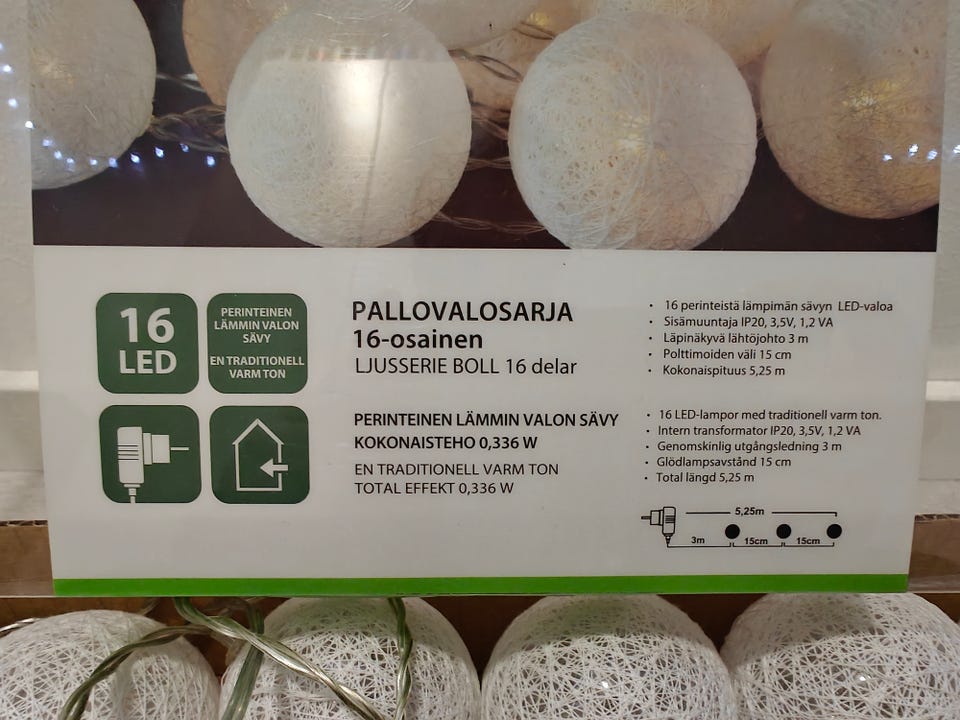 16
LED
PERINTEINEN
LÄMMIN VALON
SÄVY
EN TRADITIONELL
VARM TON
PALLOVALOSARJA
16-osainen
LJUSSERIE BOLL 16 delar
PERINTEINEN LÄMMIN VALON SÄVY
KOKONAISTEHO 0,336 W
EN TRADITIONELL VARM TON
TOTAL EFFEKT 0,336 W
• 16 perinteistä lämpimän sävyn LED-valoa
• Sisämuuntaja IP20, 3,5V, 1,2 VA
• Läpinäkyvä lähtöjohto 3 m
• Polttimoiden väli 15 cm
• Kokonaispituus 5,25 m
• 16 LED-lampor med traditionell varm ton.
• Intern transformator IP20, 3,5V, 1,2 VA
• Genomskinlig utgångsledning 3 m
• Glödlampsavstånd 15 cm
• Total längd 5,25 m
5,25m
3m 15cm 15cm